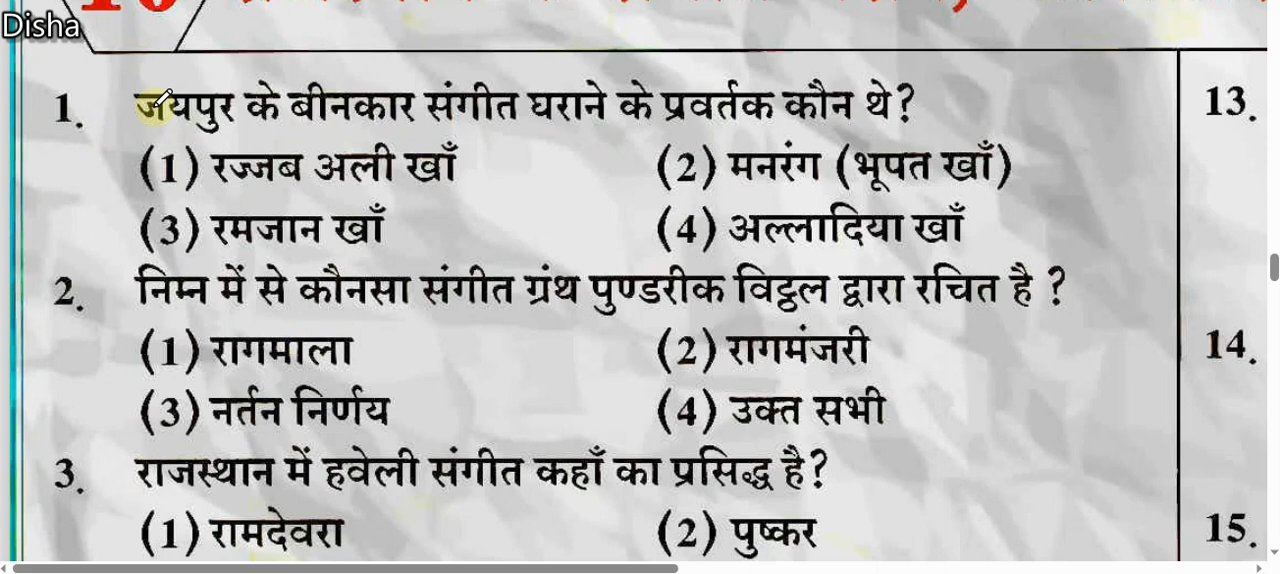 Disha
1. जयपुर के बीनकार संगीत घराने के प्रवर्तक कौन थे? 13.
(1) रज्जब अली खाँ (2) मनरंग (भूपत खाँ)
(3) रमजान खाँ (4) अल्लादिया खाँ
2. निम्न में से कौनसा संगीत ग्रंथ पुण्डरीक विट्ठल द्वारा रचित है ?
(1) रागमाला (2) रागमंजरी 14.
(3) नर्तन निर्णय (4) उक्त सभी
3. राजस्थान में हवेली संगीत कहाँ का प्रसिद्ध है?
(1) रामदेवरा (2) पुष्कर 15.